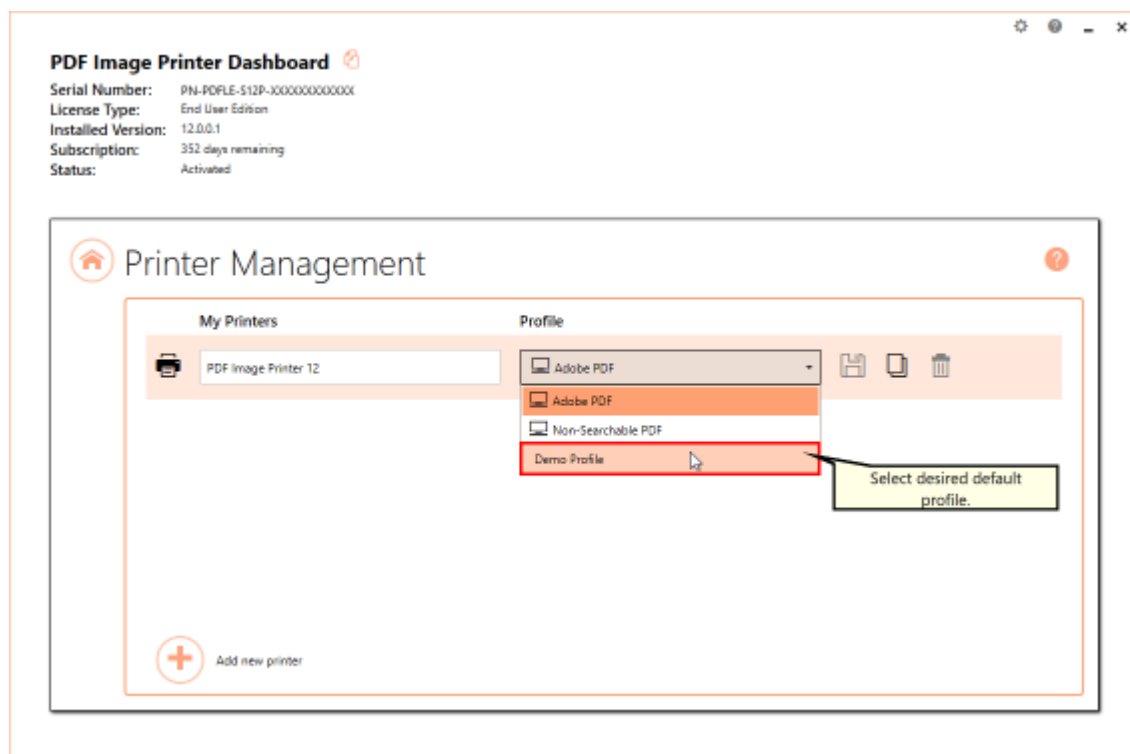 PDF Image Printer Dashboard
Serial Number: PN-PDFLE-S12P-XXXXXXXXXXXX
License Type: End User Edition
Installed Version: 12.0.0.1
Subscription: 352 days remaining
Status: Activated
Printer Management
My Printers Profile
PDF Image Printer 12 Adobe PDF
Adobe PDF
Non-Searchable PDF
Demo Profile
Select desired default
profile.
Add new printer